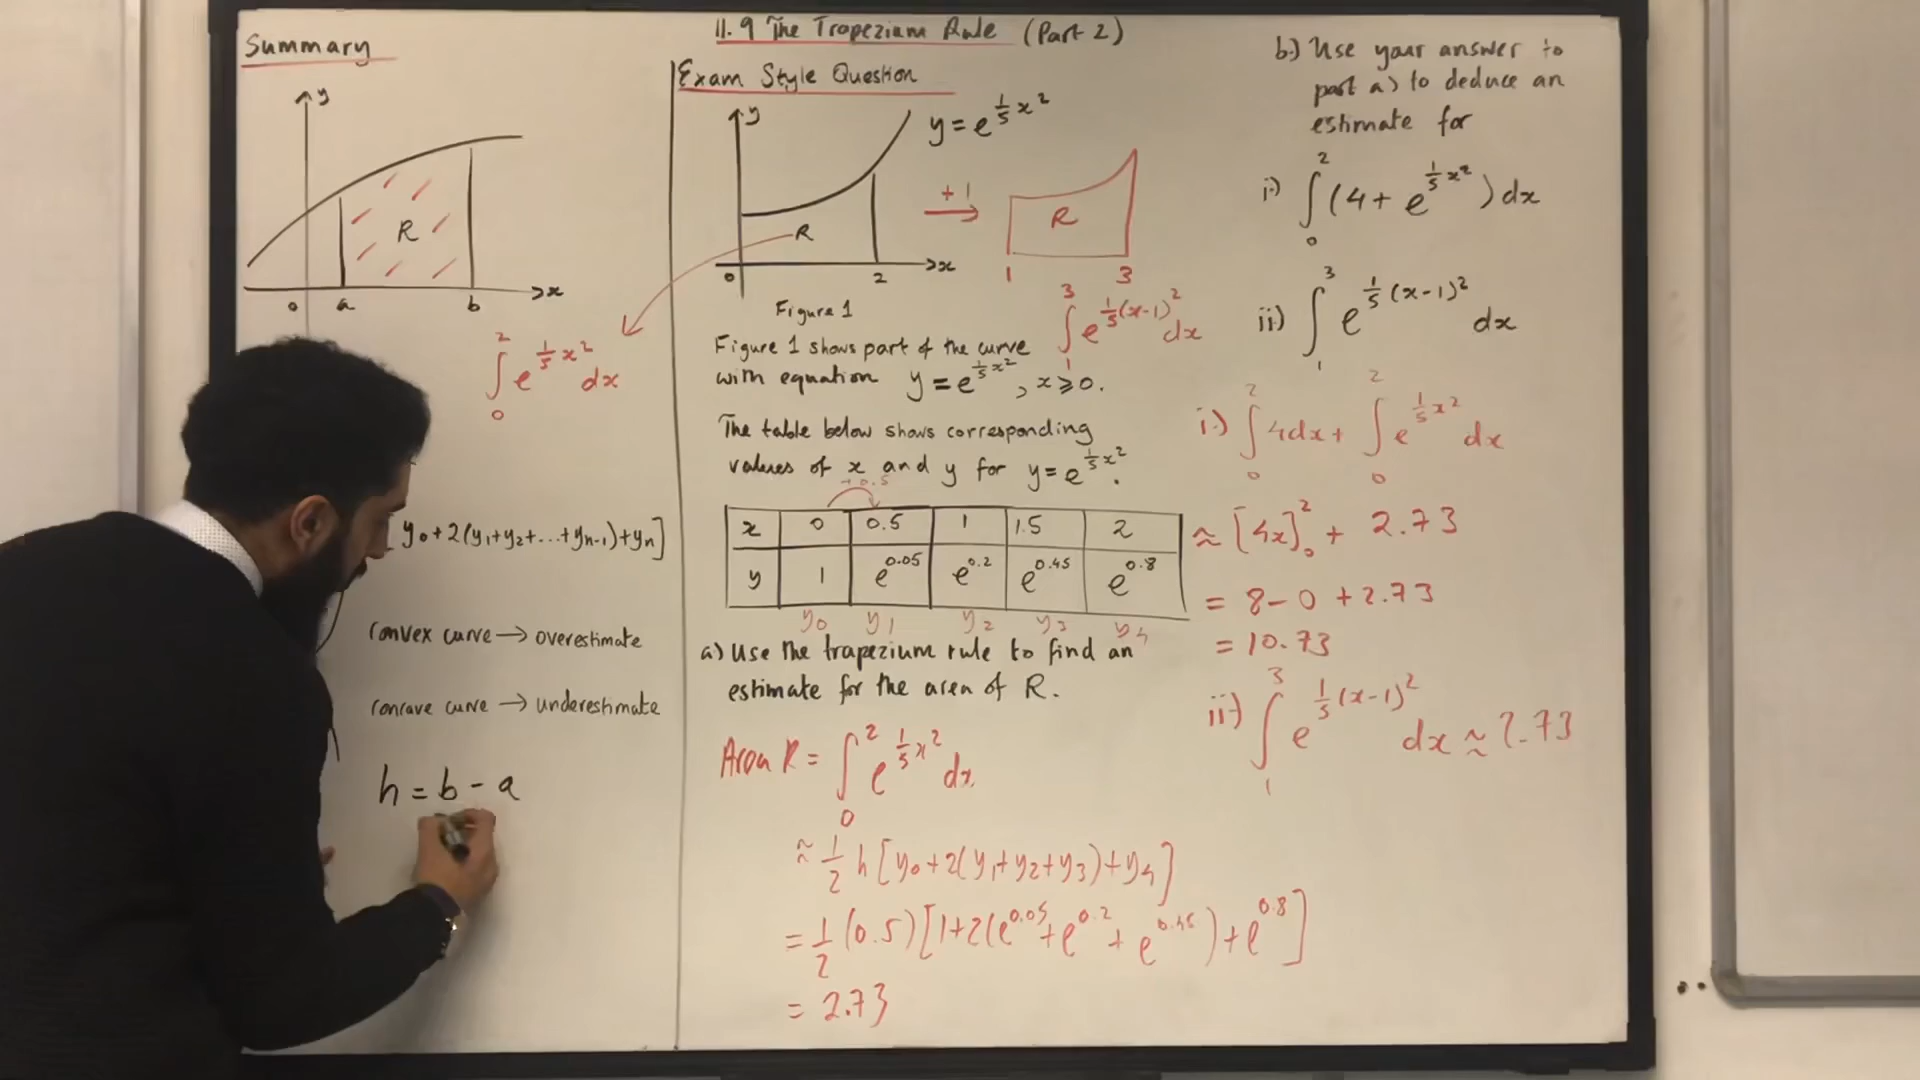 11.9 The Trapezium Rule (Part 2)
Summary
y
R
0 a b x
∫₀² e^{1/5 x²} dx
y₀+2(y₁+y₂+...+yₙ₋₁)+yₙ]
convex curve → overestimate
concave curve → underestimate
h = b - a
Exam Style Question
y
y = e^{1/5 x²}
R
0 2 x
+1
R
1 3
Figure 1
∫₁³ e^{1/5(x-1)²} dx
Figure 1 shows part of the curve
with equation y = e^{1/5 x²}, x ⩾ 0.
The table below shows corresponding
values of x and y for y = e^{1/5 x²}.
+0.5
x 0 0.5 1 1.5 2
y 1 e^{0.05} e^{0.2} e^{0.45} e^{0.8}
y₀ y₁ y₂ y₃ y₄
a) Use the trapezium rule to find an
estimate for the area of R.
Area R = ∫₀² e^{1/5 x²} dx
≈ 1/2 h [y₀+2(y₁+y₂+y₃)+y₄]
= 1/2 (0.5)[1+2(e^{0.05}+e^{0.2}+e^{0.45})+e^{0.8}]
= 2.73
b.) Use your answer to
part a) to deduce an
estimate for
i.) ∫₀² (4+e^{1/5 x²}) dx
ii.) ∫₁³ e^{1/5 (x-1)²} dx
i.) ∫₀² 4dx + ∫₀² e^{1/5 x²} dx
≈ [4x]₀² + 2.73
= 8-0 + 2.73
= 10.73
ii.) ∫₁³ e^{1/5 (x-1)²} dx ≈ 2.73